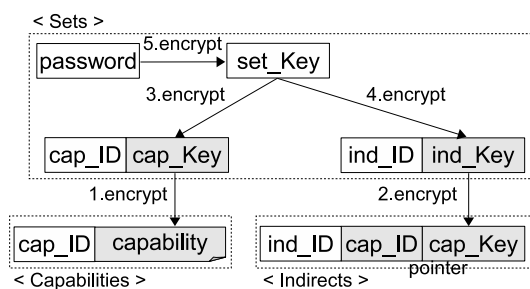 < Sets >
5.encrypt
password set_Key
3.encrypt 4.encrypt
cap_ID cap_Key ind_ID ind_Key
1.encrypt 2.encrypt
cap_ID capability ind_ID cap_ID cap_Key
pointer
< Capabilities > < Indirects >